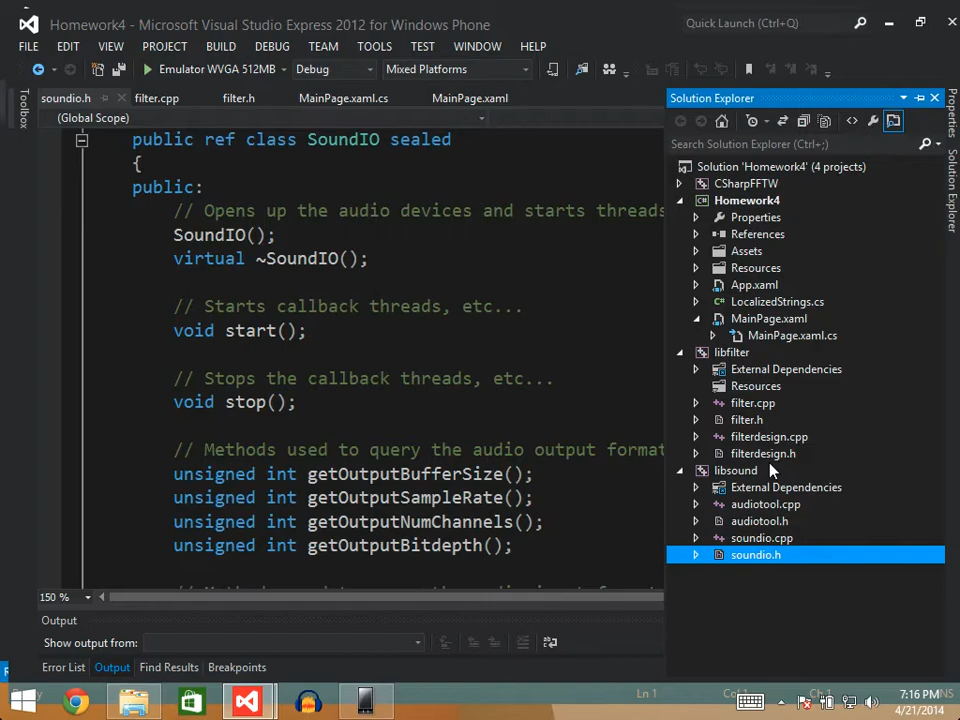 Homework4 - Microsoft Visual Studio Express 2012 for Windows Phone
Quick Launch (Ctrl+Q)
FILE EDIT VIEW PROJECT BUILD DEBUG TEAM TOOLS TEST WINDOW HELP
Emulator WVGA 512MB Debug Mixed Platforms
Toolbox
soundio.h filter.cpp filter.h MainPage.xaml.cs MainPage.xaml
(Global Scope)
public ref class SoundIO sealed
{
public:
// Opens up the audio devices and starts threads
SoundIO();
virtual ~SoundIO();
// Starts callback threads, etc...
void start();
// Stops the callback threads, etc...
void stop();
// Methods used to query the audio output format
unsigned int getOutputBufferSize();
unsigned int getOutputSampleRate();
unsigned int getOutputNumChannels();
unsigned int getOutputBitdepth();
150 %
Output
Show output from:
Error List Output Find Results Breakpoints
Solution Explorer
Search Solution Explorer (Ctrl+;)
Solution 'Homework4' (4 projects)
CSharpFFTW
Homework4
Properties
References
Assets
Resources
App.xaml
LocalizedStrings.cs
MainPage.xaml
MainPage.xaml.cs
libfilter
External Dependencies
Resources
filter.cpp
filter.h
filterdesign.cpp
filterdesign.h
libsound
External Dependencies
audiotool.cpp
audiotool.h
soundio.cpp
soundio.h
Properties
Solution Explorer
Ln 1
Ch 1
INS
7:16 PM
4/21/2014